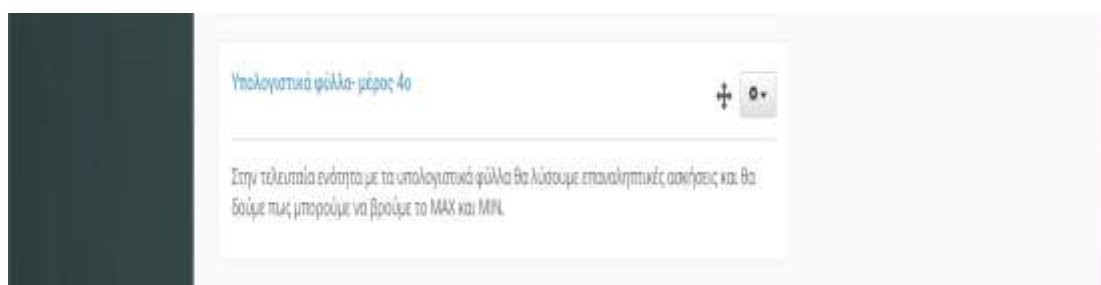 Υπολογιστικά φύλλα- μέρος 4ο
Στην τελευταία ενότητα με τα υπολογιστικά φύλλα θα λύσουμε επαναληπτικές ασκήσεις και θα
δούμε πως μπορούμε να βρούμε το MAX και MIN.